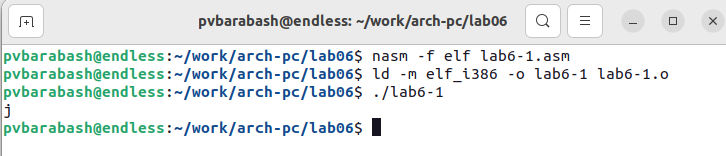 pvbarabash@endless: ~/work/arch-pc/lab06
pvbarabash@endless:~/work/arch-pc/lab06$ nasm -f elf lab6-1.asm
pvbarabash@endless:~/work/arch-pc/lab06$ ld -m elf_i386 -o lab6-1 lab6-1.o
pvbarabash@endless:~/work/arch-pc/lab06$ ./lab6-1
j
pvbarabash@endless:~/work/arch-pc/lab06$